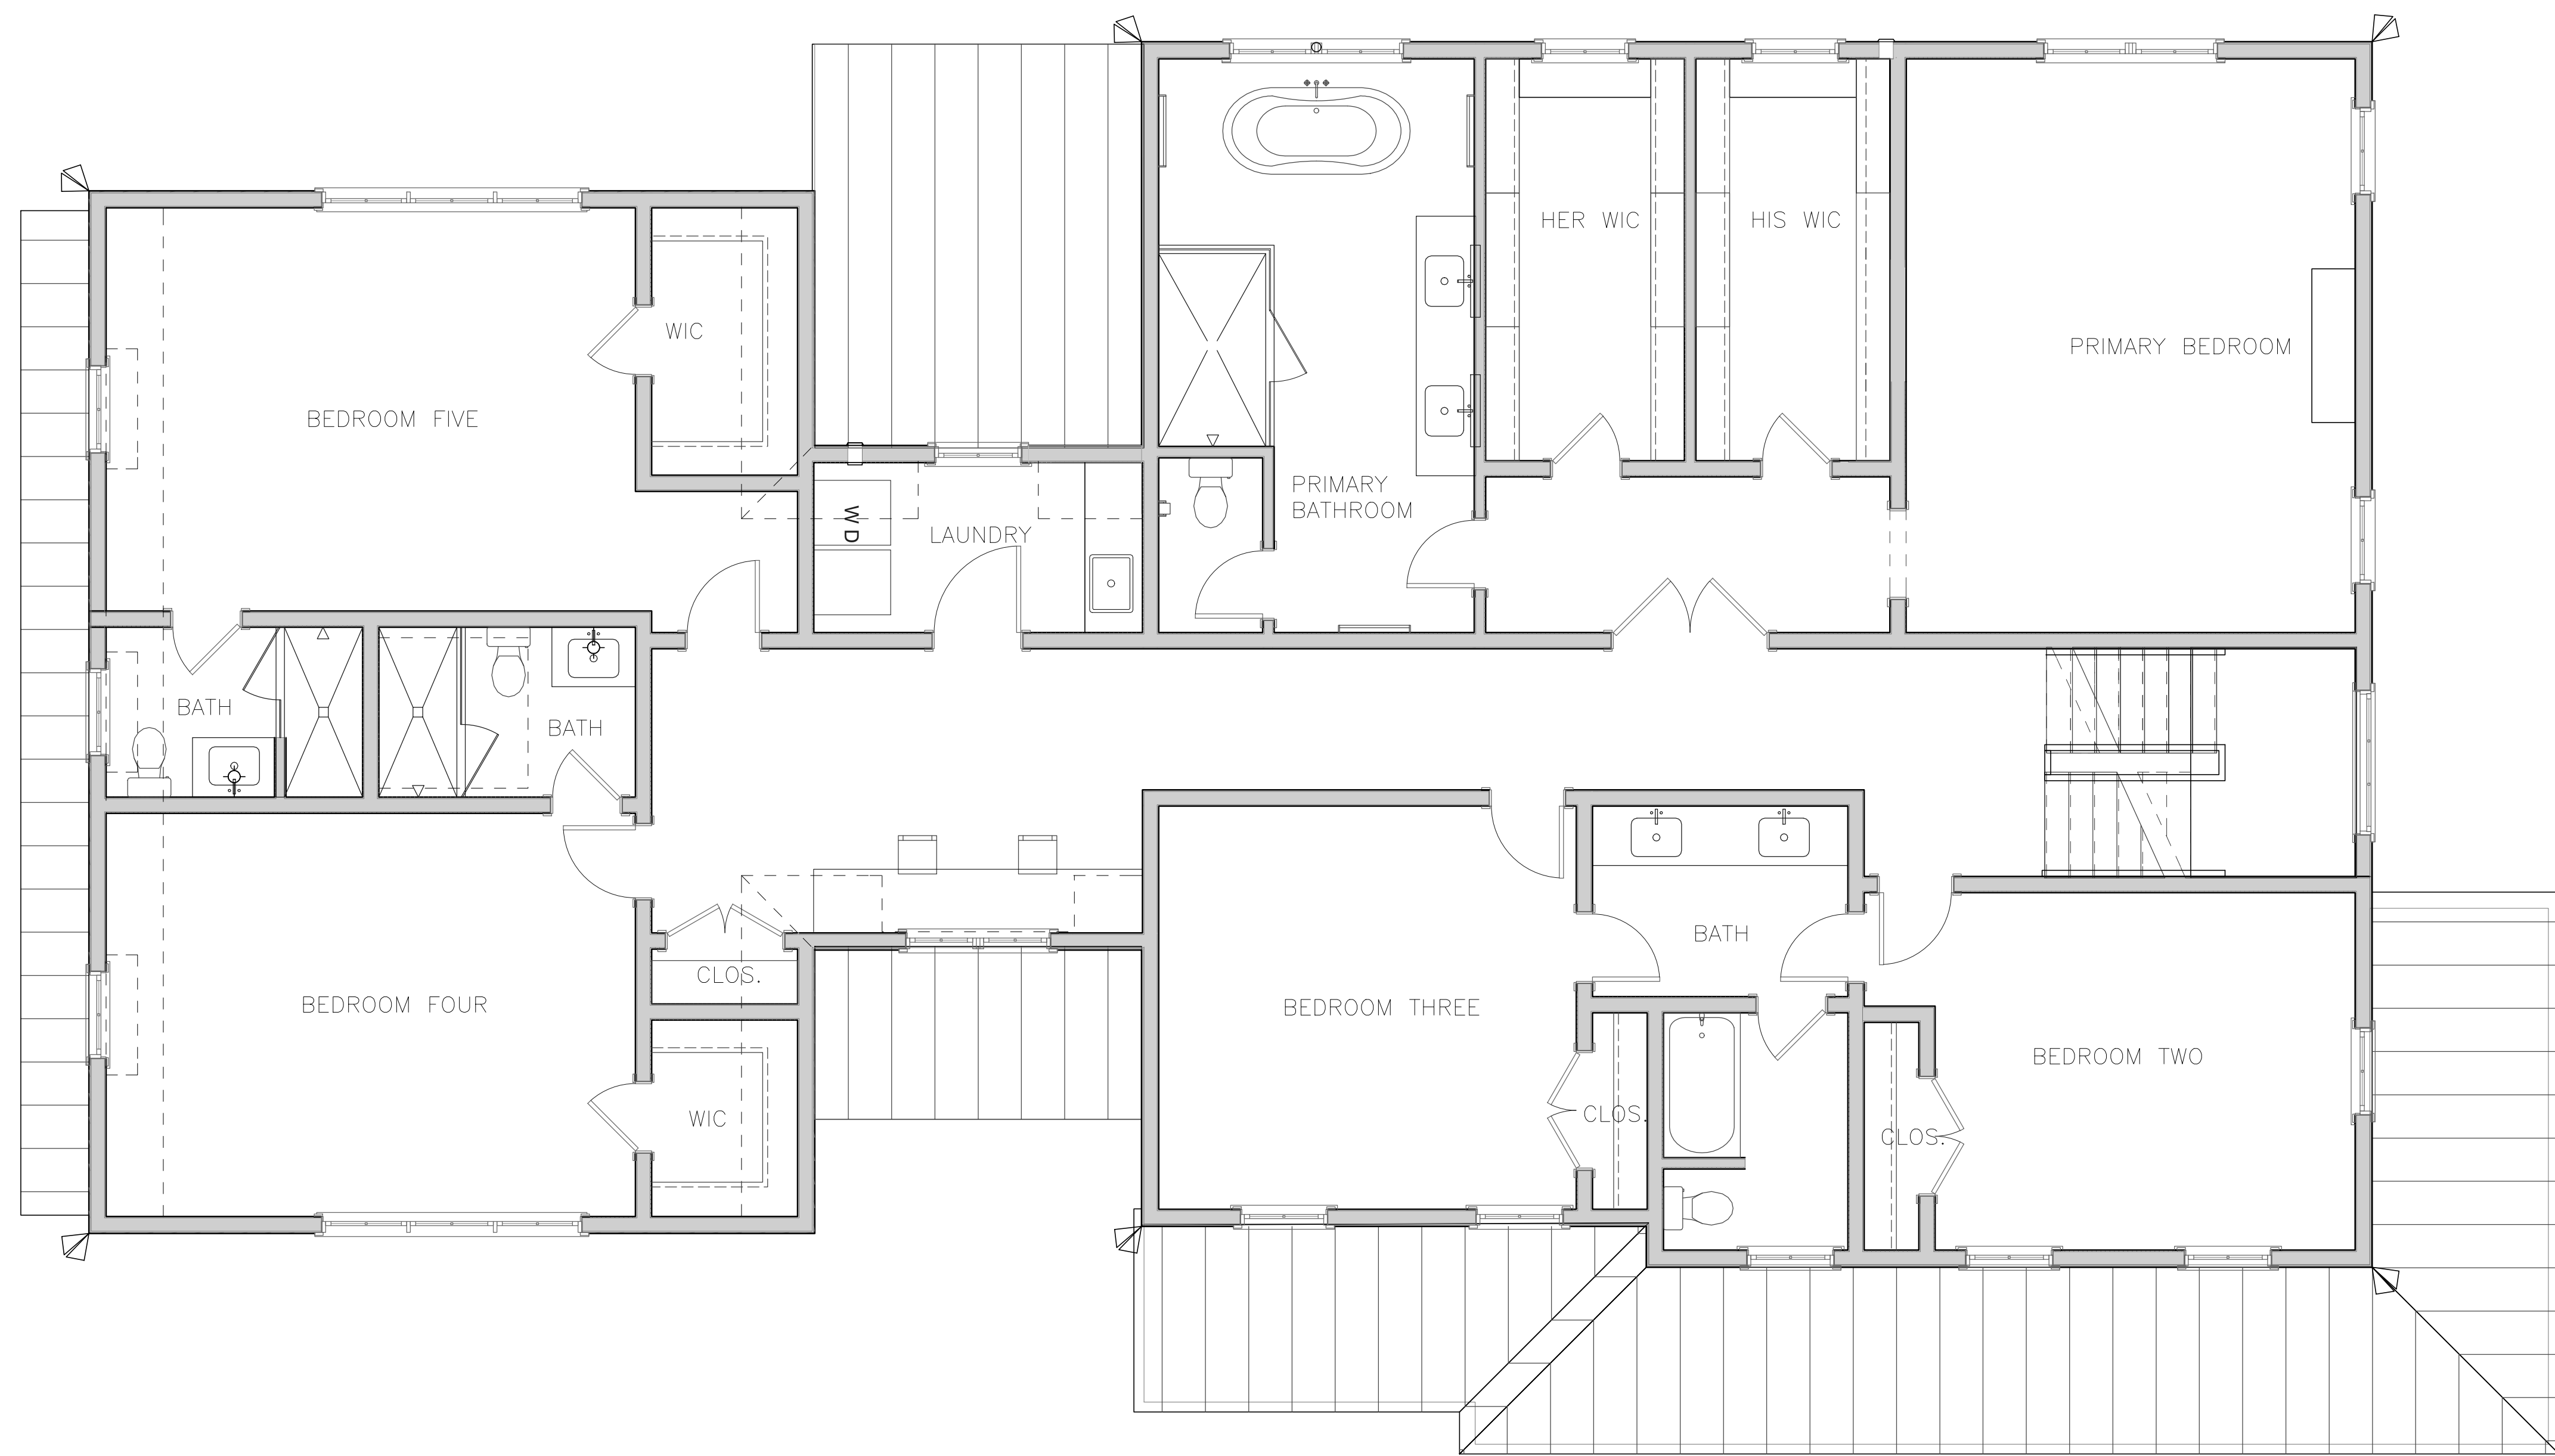 HER WIC
HIS WIC
WIC
PRIMARY BEDROOM
BEDROOM FIVE
PRIMARY
BATHROOM
W D
LAUNDRY
BATH
BATH
BATH
CLOS.
BEDROOM FOUR
BEDROOM THREE
BEDROOM TWO
WIC
CLOS.
CLOS.